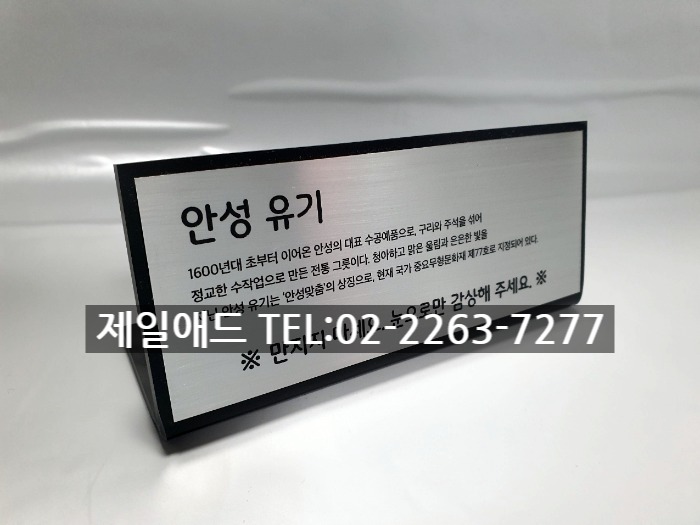 안성 유기
1600년대 초부터 이어온 안성의 대표 수공예품으로, 구리와 주석을 섞어
정교한 수작업으로 만든 전통 그릇이다. 청아하고 맑은 울림과 은은한 빛을
안성 유기는 '안성맞춤'의 상징으로, 현재 국가 중요무형문화재 제77호로 지정되어 있다.
※ 만지지 마세요. 눈으로만 감상해 주세요. ※
제일애드 TEL:02-2263-7277